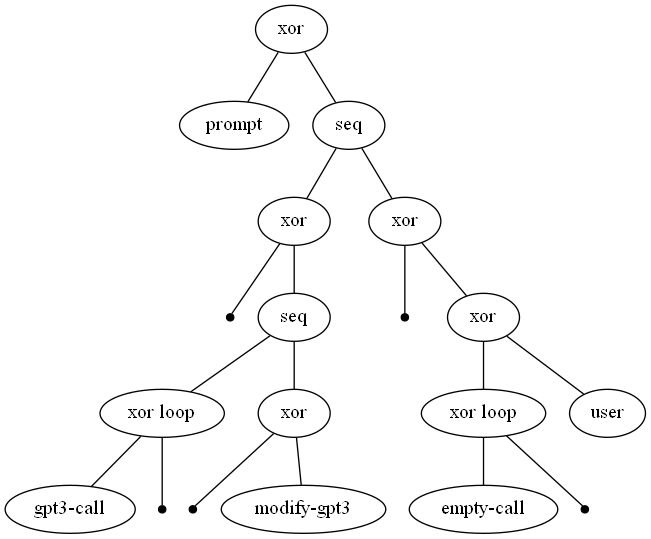 xor
prompt
seq
xor
xor
seq
xor
xor loop
xor
xor loop
user
gpt3-call
modify-gpt3
empty-call